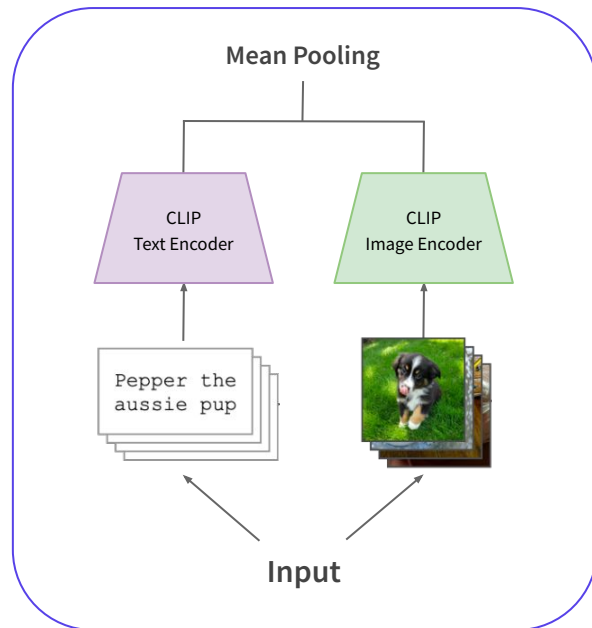 Mean Pooling
CLIP
Text Encoder
CLIP
Image Encoder
Pepper the
aussie pup
Input